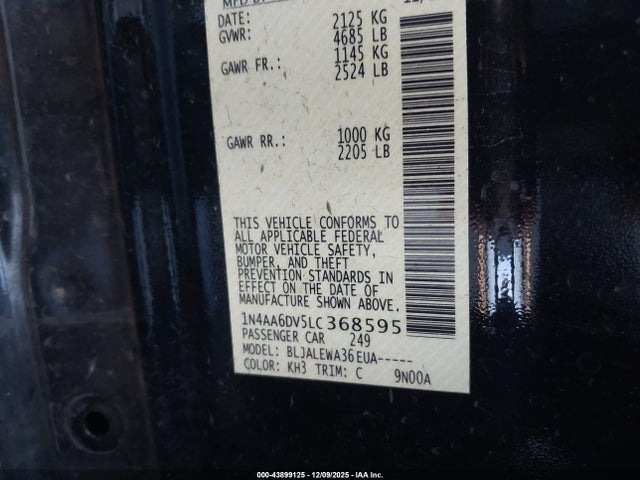 DATE: 2125 KG
GVWR: 4685 LB
GAWR FR.: 1145 KG
2524 LB
GAWR RR.: 1000 KG
2205 LB
THIS VEHICLE CONFORMS TO
ALL APPLICABLE FEDERAL
MOTOR VEHICLE SAFETY,
BUMPER, AND THEFT
PREVENTION STANDARDS IN
EFFECT ON THE DATE OF
MANUFACTURE SHOWN ABOVE.
1N4AA6DV5LC368595
PASSENGER CAR 249
MODEL: BLJALEWA36EUA-----
COLOR: KH3 TRIM: C 9N00A
000-43899125 - 12/09/2025 - IAA Inc.